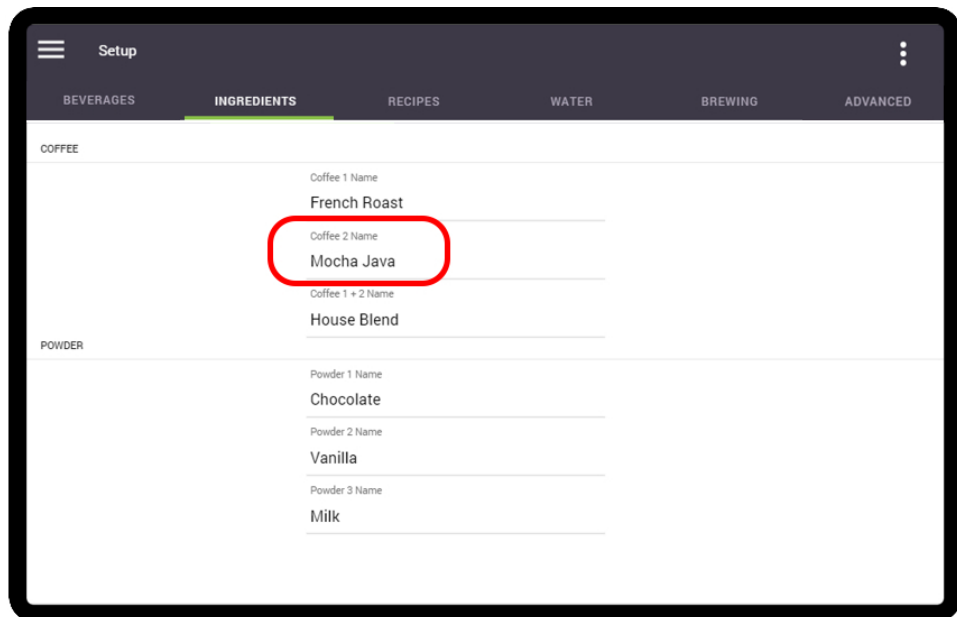 Setup
BEVERAGES INGREDIENTS RECIPES WATER BREWING ADVANCED
COFFEE
Coffee 1 Name
French Roast
Coffee 2 Name
Mocha Java
Coffee 1 + 2 Name
House Blend
POWDER
Powder 1 Name
Chocolate
Powder 2 Name
Vanilla
Powder 3 Name
Milk